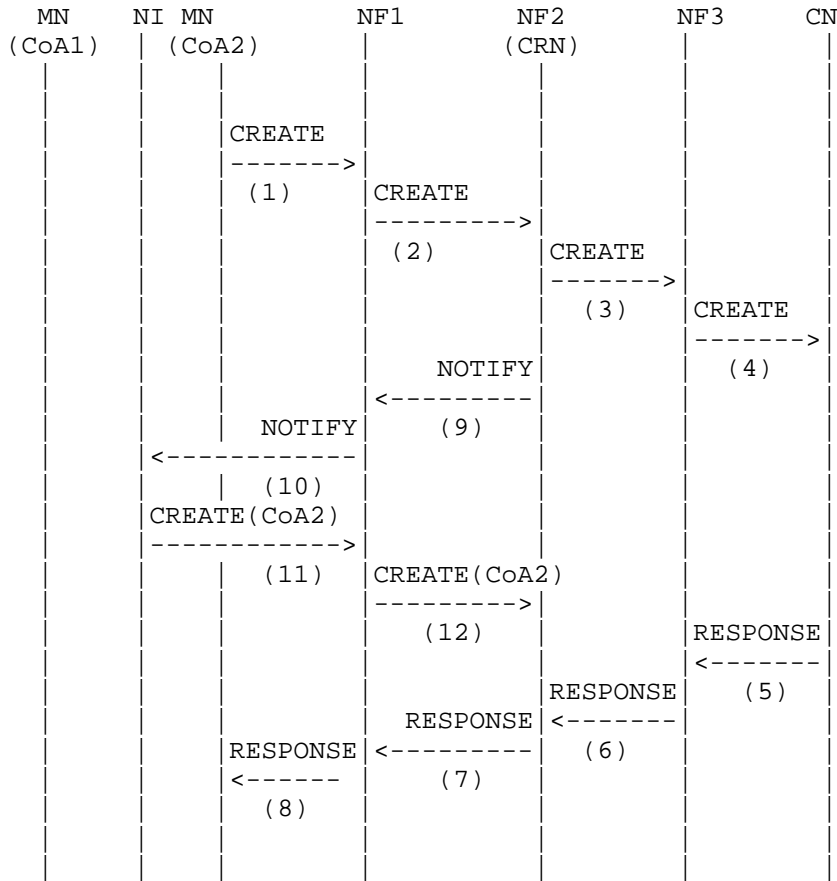 MN NI MN NF1 NF2 NF3 CN
(CoA1) (CoA2) (CRN)
CREATE
(1) CREATE
(2) CREATE
(3) CREATE
NOTIFY (4)
NOTIFY (9)
(10)
CREATE(CoA2)
(11) CREATE(CoA2)
(12) RESPONSE
RESPONSE (5)
RESPONSE (6)
RESPONSE (7)
(8)